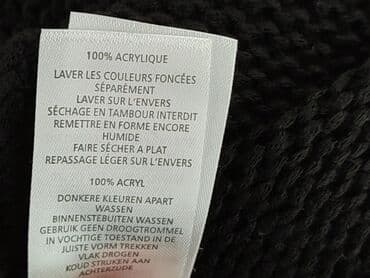 100% ACRYLIQUE
LAVER LES COULEURS FONCÉES
SÉPARÉMENT
LAVER SUR L'ENVERS
SÉCHAGE EN TAMBOUR INTERDIT
REMETTRE EN FORME ENCORE
HUMIDE
FAIRE SÉCHER A PLAT
REPASSAGE LÉGER SUR L'ENVERS
100% ACRYL
DONKERE KLEUREN APART
WASSEN
BINNENSTEBUITEN WASSEN
GEBRUIK GEEN DROOGTROMMEL
IN VOCHTIGE TOESTAND IN DE
JUISTE VORM TREKKEN
VLAK DROGEN
KOUD STRIJKEN AAN
ACHTERZIJDE